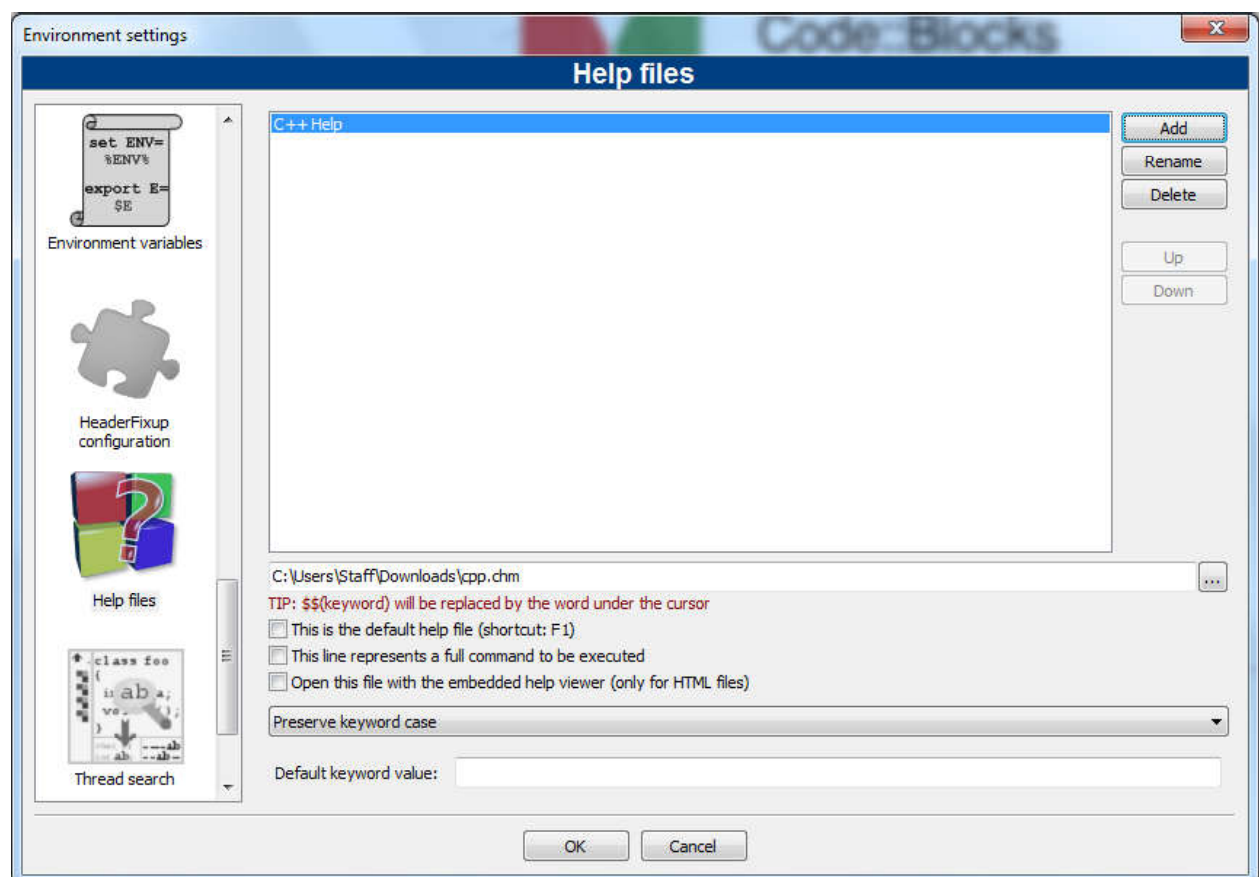 Environment settings
Code::Blocks
Help files
set ENV=
%ENV%
export E=
$E
Environment variables
HeaderFixup
configuration
Help files
class foo
{
ab
}
ab
Thread search
C++ Help
Add
Rename
Delete
Up
Down
C:\Users\Staff\Downloads\cpp.chm
...
TIP: $$(keyword) will be replaced by the word under the cursor
This is the default help file (shortcut: F1)
This line represents a full command to be executed
Open this file with the embedded help viewer (only for HTML files)
Preserve keyword case
Default keyword value:
OK
Cancel